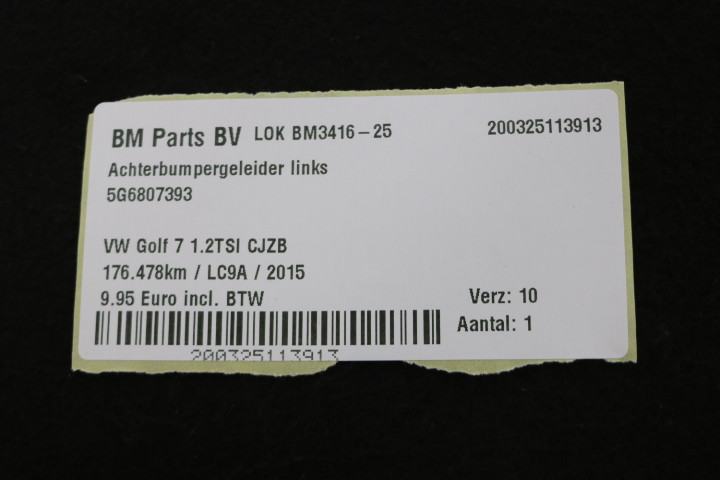 BM Parts BV LOK BM3416-25 200325113913
Achterbumpergeleider links
5G6807393
VW Golf 7 1.2TSI CJZB
176.478km / LC9A / 2015
9.95 Euro incl. BTW Verz: 10
Aantal: 1
200325113913